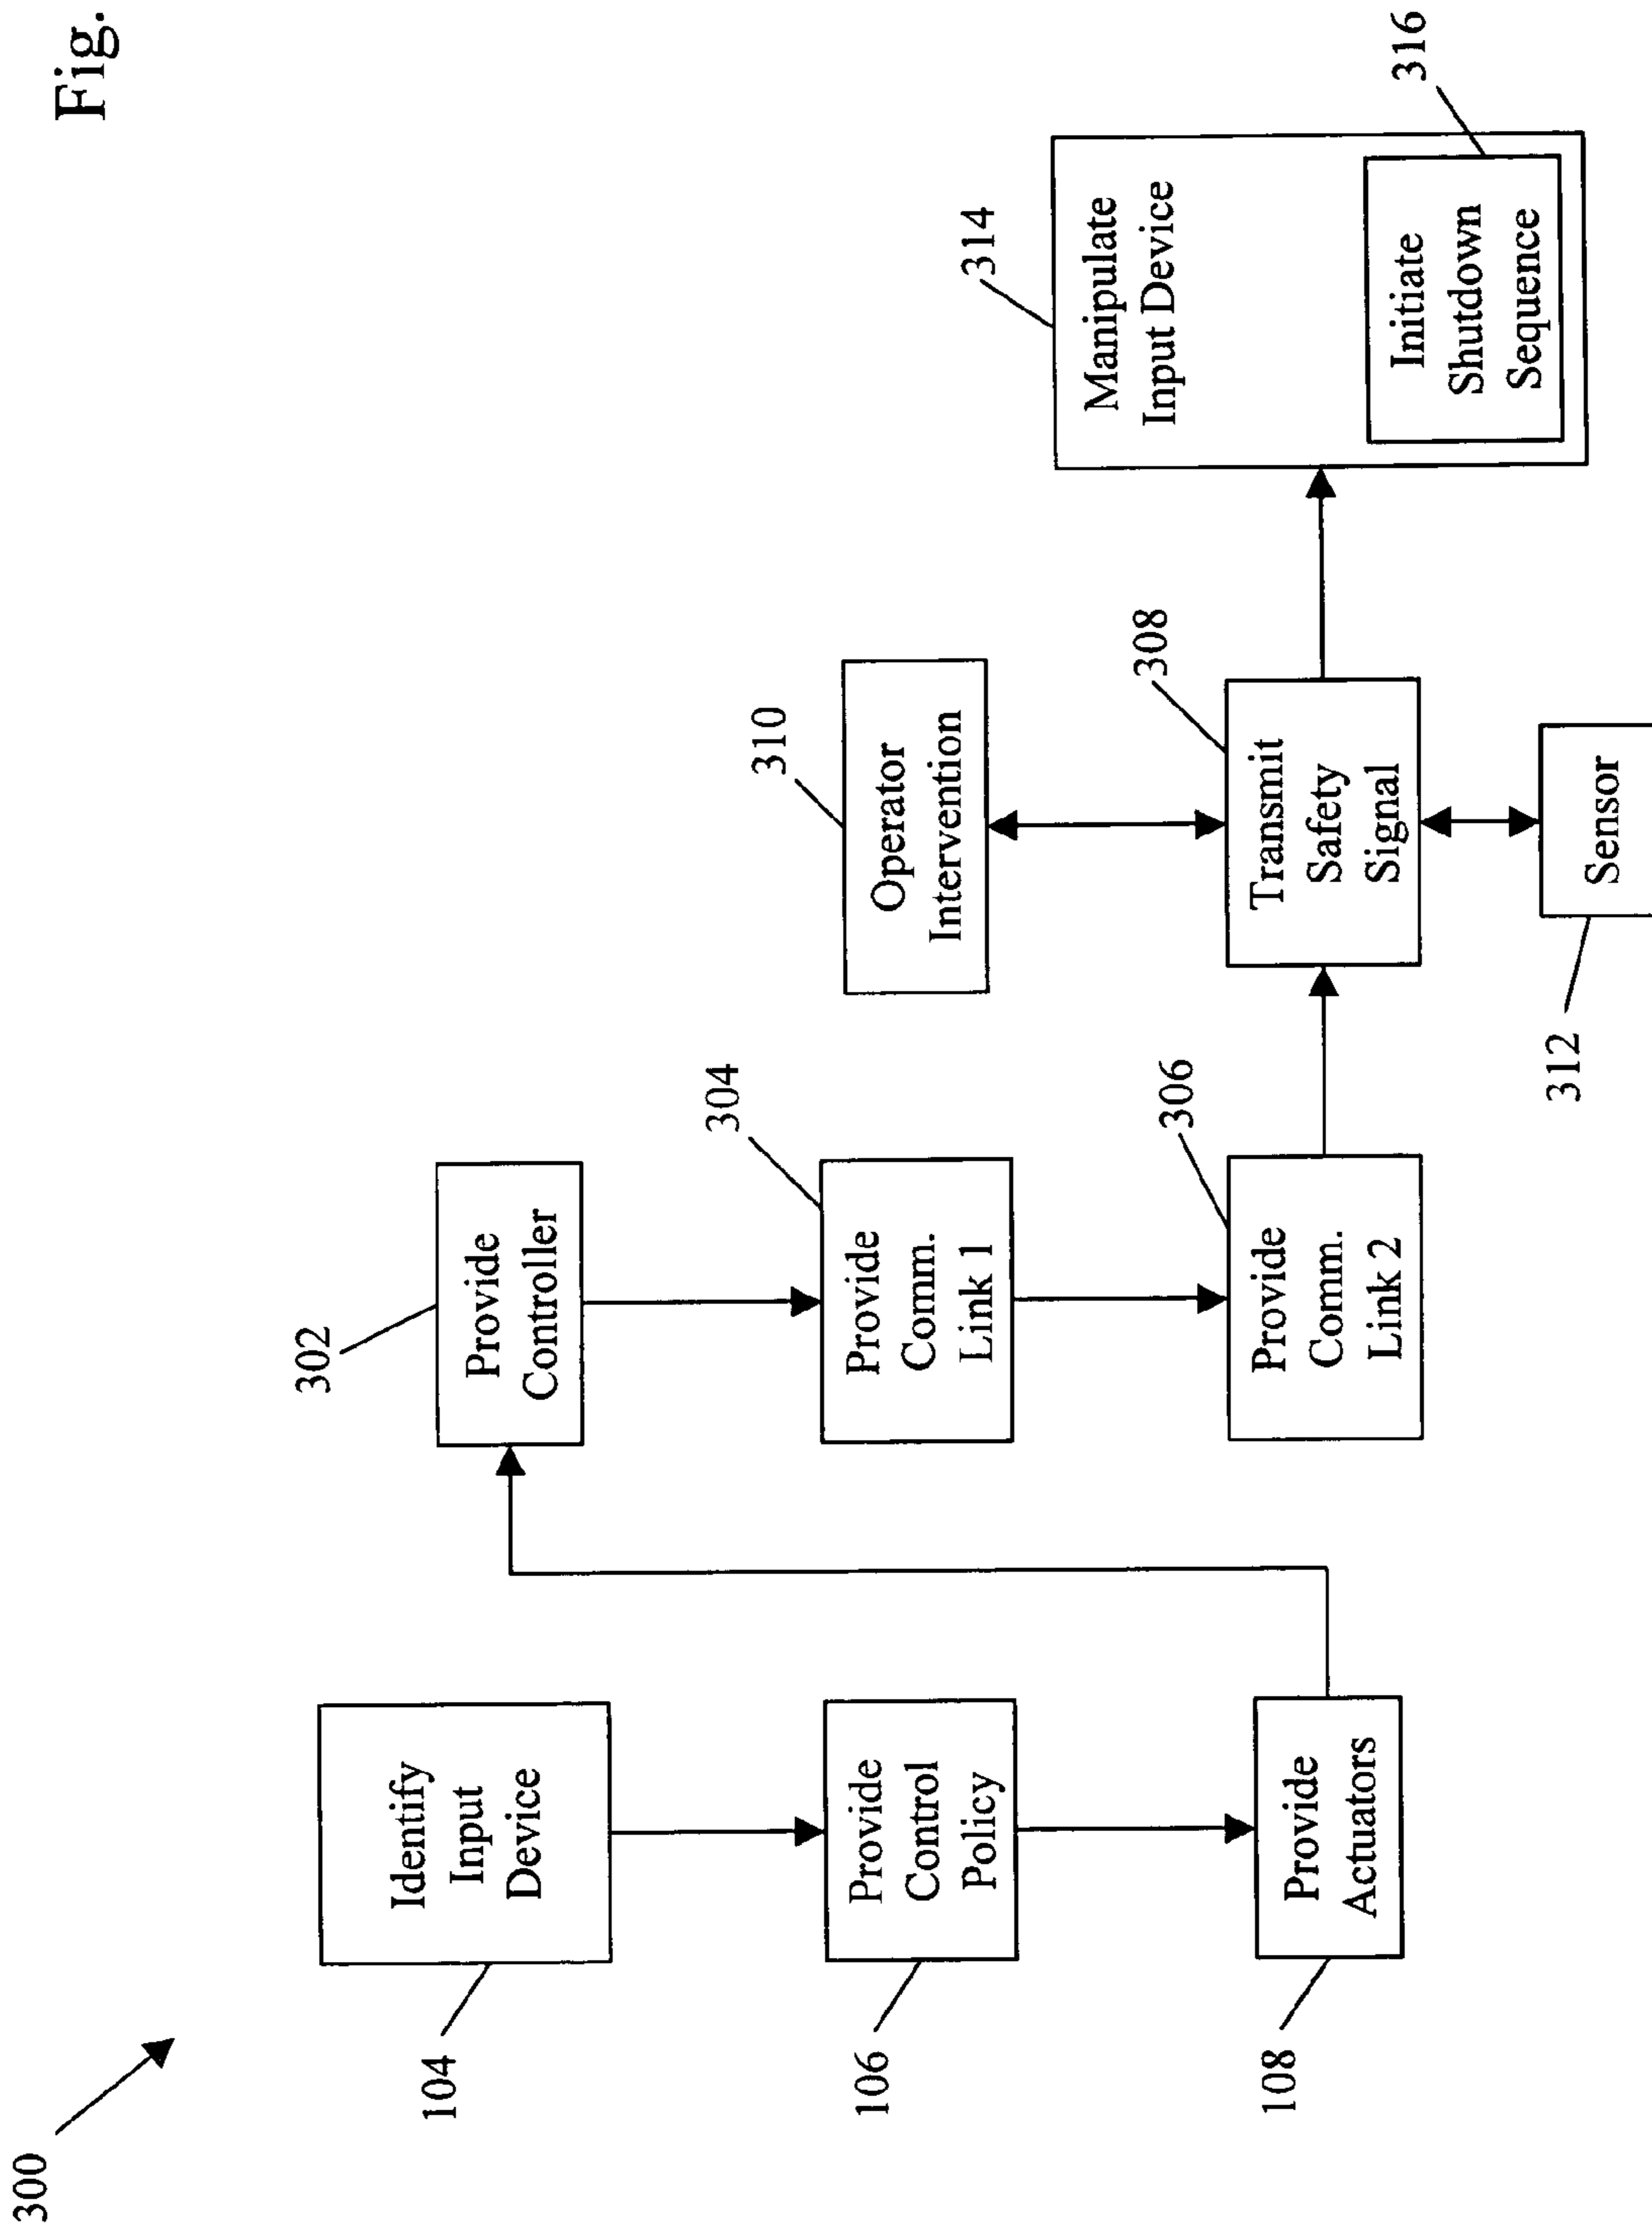 Fig.
300
104
Identify
Input
Device
106
Provide
Control
Policy
108
Provide
Actuators
302
Provide
Controller
304
Provide
Comm.
Link 1
306
Provide
Comm.
Link 2
308
Transmit
Safety
Signal
310
Operator
Intervention
312
Sensor
314
Manipulate
Input Device
316
Initiate
Shutdown
Sequence